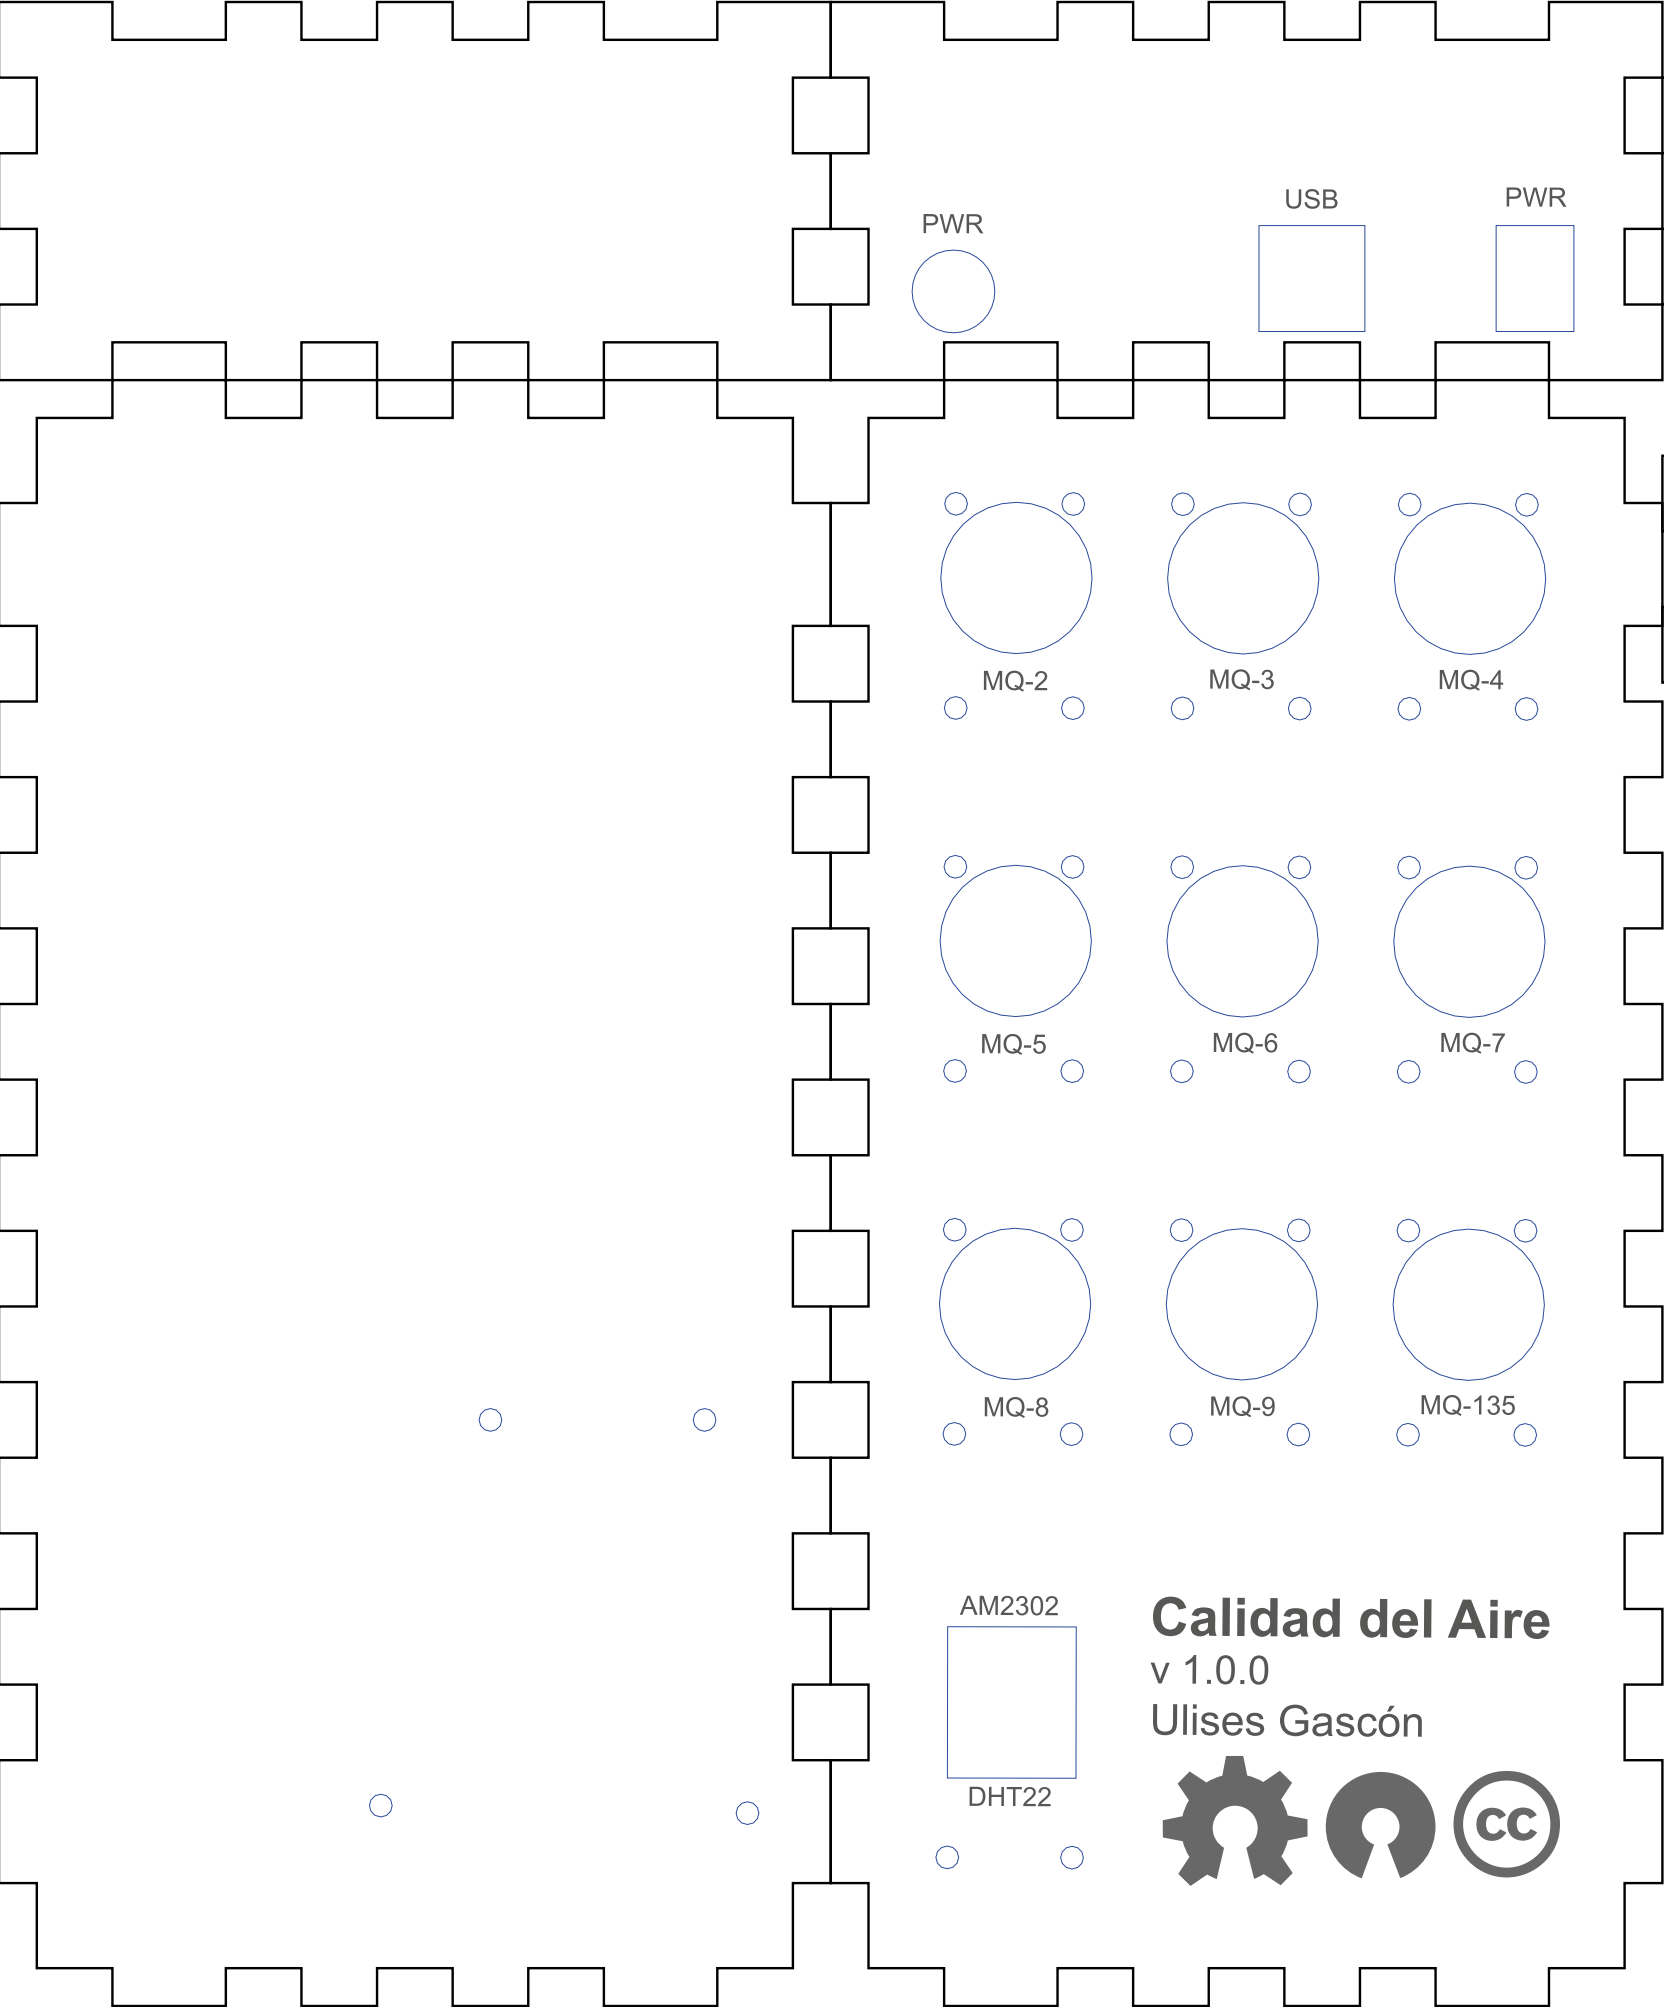 USB
PWR
PWR
MQ-2
MQ-3
MQ-4
MQ-5
MQ-6
MQ-7
MQ-8
MQ-9
MQ-135
AM2302
DHT22
Calidad del Aire
v 1.0.0
Ulises Gascón
cc